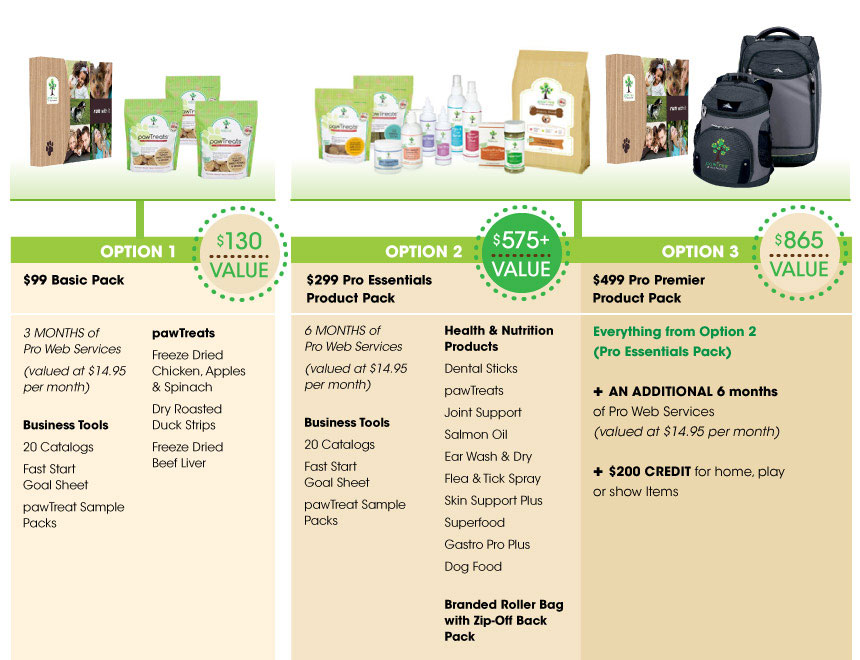 pawTreats
pawTreats
pawTreats
pawTreats
OPTION 1
$130
VALUE
$99 Basic Pack
3 MONTHS of
Pro Web Services
(valued at $14.95
per month)
Business Tools
20 Catalogs
Fast Start
Goal Sheet
pawTreat Sample
Packs
pawTreats
Freeze Dried
Chicken, Apples
& Spinach
Dry Roasted
Duck Strips
Freeze Dried
Beef Liver
OPTION 2
$575+
VALUE
$299 Pro Essentials
Product Pack
6 MONTHS of
Pro Web Services
(valued at $14.95
per month)
Business Tools
20 Catalogs
Fast Start
Goal Sheet
pawTreat Sample
Packs
Health & Nutrition
Products
Dental Sticks
pawTreats
Joint Support
Salmon Oil
Ear Wash & Dry
Flea & Tick Spray
Skin Support Plus
Superfood
Gastro Pro Plus
Dog Food
Branded Roller Bag
with Zip-Off Back
Pack
OPTION 3
$865
VALUE
$499 Pro Premier
Product Pack
Everything from Option 2
(Pro Essentials Pack)
+ AN ADDITIONAL 6 months
of Pro Web Services
(valued at $14.95 per month)
+ $200 CREDIT for home, play
or show Items